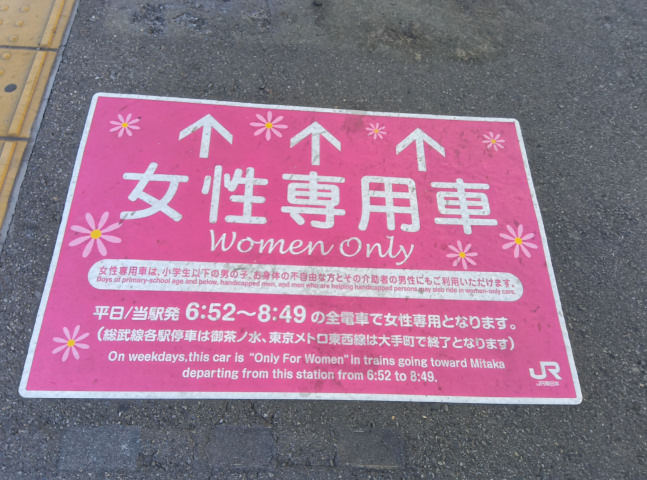 女性専用車
Women Only
女性専用車は、小学生以下の男の子、お身体の不自由な方とその介助者の男性にもご利用いただけます。
Boys of primary-school age and below, handicapped men, and men who are helping handicapped persons may also ride in women-only cars.
平日/当駅発 6:52〜8:49 の全電車で女性専用となります。
(総武線各駅停車は御茶ノ水、東京メトロ東西線は大手町で終了となります)
On weekdays,this car is "Only For Women" in trains going toward Mitaka
departing from this station from 6:52 to 8:49.
JR
JR東日本